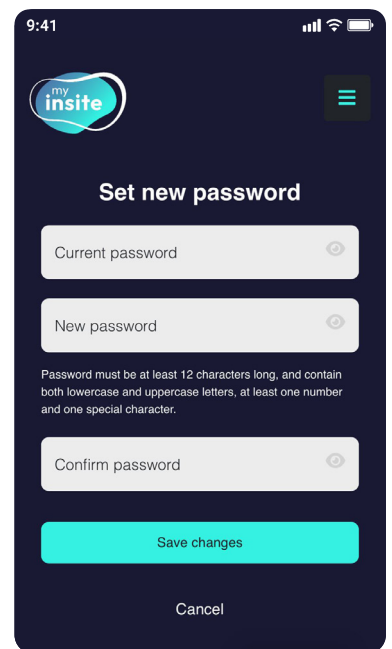 9:41
my
insite
Set new password
Current password
New password
Password must be at least 12 characters long, and contain
both lowercase and uppercase letters, at least one number
and one special character.
Confirm password
Save changes
Cancel